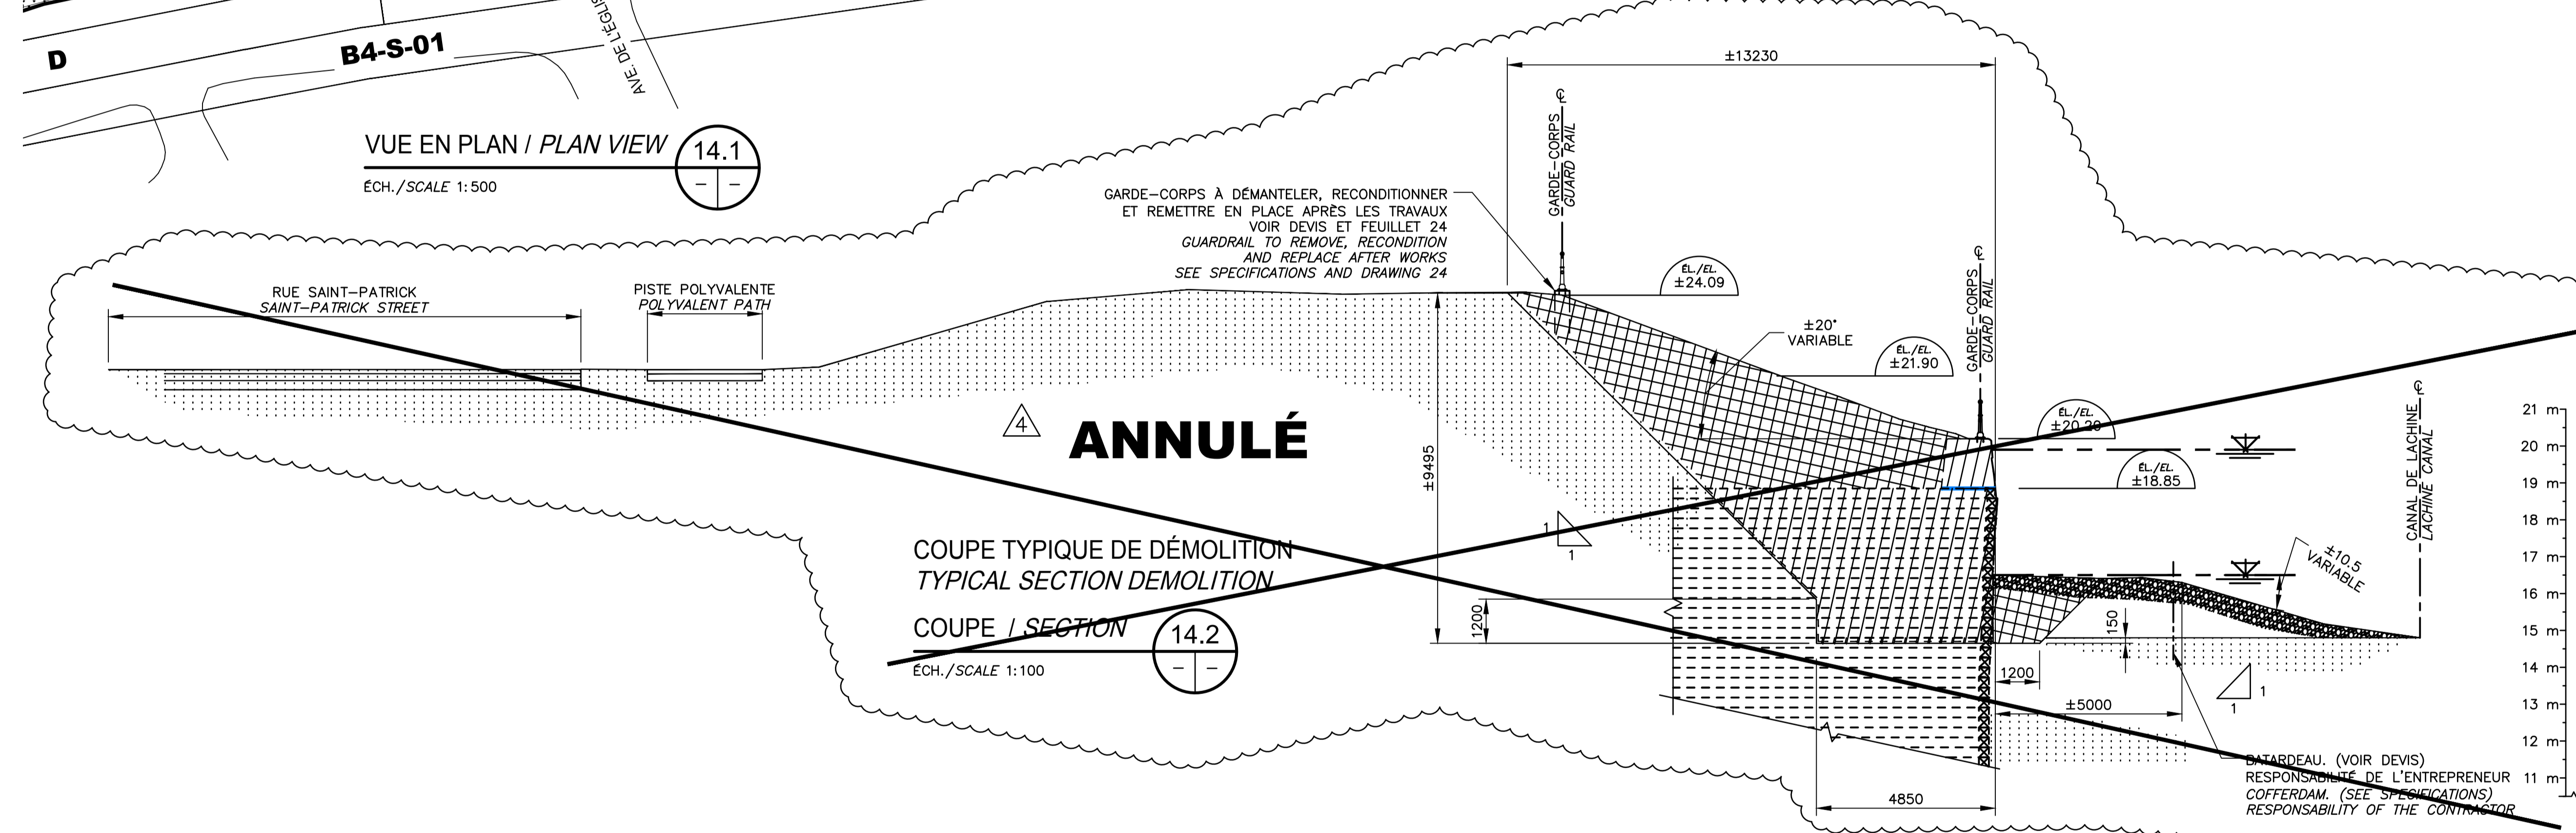 D
B4-S-01
AVE. DE L'ÉGLIS
VUE EN PLAN / PLAN VIEW
14.1
- -
ÉCH./SCALE 1:500
±13230
℄
GARDE-CORPS
GUARD RAIL
GARDE-CORPS À DÉMANTELER, RECONDITIONNER
ET REMETTRE EN PLACE APRÈS LES TRAVAUX
VOIR DEVIS ET FEUILLET 24
GUARDRAIL TO REMOVE, RECONDITION
AND REPLACE AFTER WORKS
SEE SPECIFICATIONS AND DRAWING 24
RUE SAINT-PATRICK
SAINT-PATRICK STREET
PISTE POLYVALENTE
POLYVALENT PATH
ÉL./EL.
±24.09
℄
GARDE-CORPS
GUARD RAIL
±20°
VARIABLE
ÉL./EL.
±21.90
ÉL./EL.
±20.20
ÉL./EL.
±18.85
4
ANNULÉ
±9495
℄
CANAL DE LACHINE
LACHINE CANAL
21 m
20 m
19 m
18 m
17 m
16 m
15 m
14 m
13 m
12 m
11 m
COUPE TYPIQUE DE DÉMOLITION
TYPICAL SECTION DEMOLITION
COUPE / SECTION
14.2
- -
ÉCH./SCALE 1:100
1
1
1200
±10.5
VARIABLE
150
1200
1
1
±5000
4850
BATARDEAU. (VOIR DEVIS)
RESPONSABILITÉ DE L'ENTREPRENEUR
COFFERDAM. (SEE SPECIFICATIONS)
RESPONSABILITY OF THE CONTRACTOR